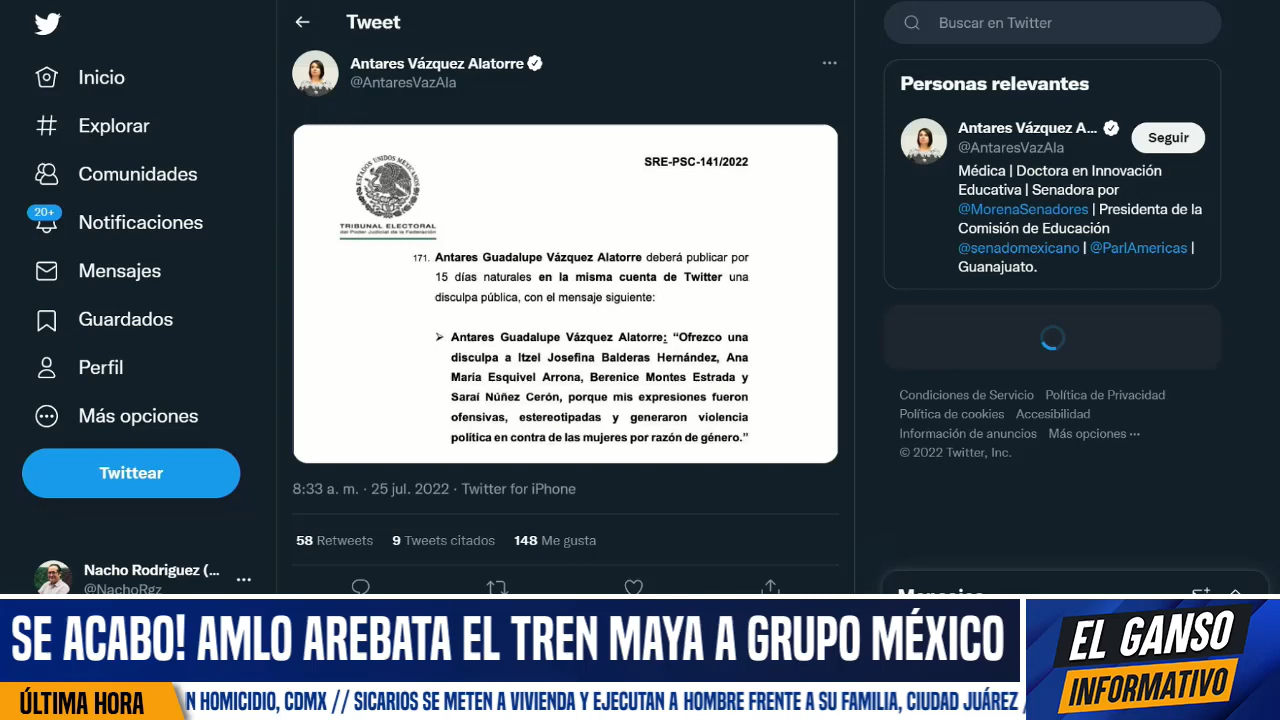 Tweet
Inicio
Explorar
Comunidades
20+
Notificaciones
Mensajes
Guardados
Perfil
Más opciones
Twittear
Nacho Rodriguez (...
@NachoRgz
Antares Vázquez Alatorre
@AntaresVazAla
SRE-PSC-141/2022
ESTADOS UNIDOS MEXICANOS
TRIBUNAL ELECTORAL
del Poder Judicial de la Federación
171. Antares Guadalupe Vázquez Alatorre deberá publicar por
15 días naturales en la misma cuenta de Twitter una
disculpa pública, con el mensaje siguiente:
➢ Antares Guadalupe Vázquez Alatorre: “Ofrezco una
disculpa a Itzel Josefina Balderas Hernández, Ana
María Esquivel Arrona, Berenice Montes Estrada y
Saraí Núñez Cerón, porque mis expresiones fueron
ofensivas, estereotipadas y generaron violencia
política en contra de las mujeres por razón de género.”
8:33 a. m. · 25 jul. 2022 · Twitter for iPhone
58 Retweets 9 Tweets citados 148 Me gusta
Buscar en Twitter
Personas relevantes
Antares Vázquez A...
@AntaresVazAla
Seguir
Médica | Doctora en Innovación
Educativa | Senadora por
@MorenaSenadores | Presidenta de la
Comisión de Educación
@senadomexicano | @ParlAmericas |
Guanajuato.
Condiciones de Servicio Política de Privacidad
Política de cookies Accesibilidad
Información de anuncios Más opciones ···
© 2022 Twitter, Inc.
Mensajes
SE ACABO! AMLO AREBATA EL TREN MAYA A GRUPO MÉXICO
EL GANSO
INFORMATIVO
ÚLTIMA HORA
N HOMICIDIO, CDMX // SICARIOS SE METEN A VIVIENDA Y EJECUTAN A HOMBRE FRENTE A SU FAMILIA, CIUDAD JUÁREZ /